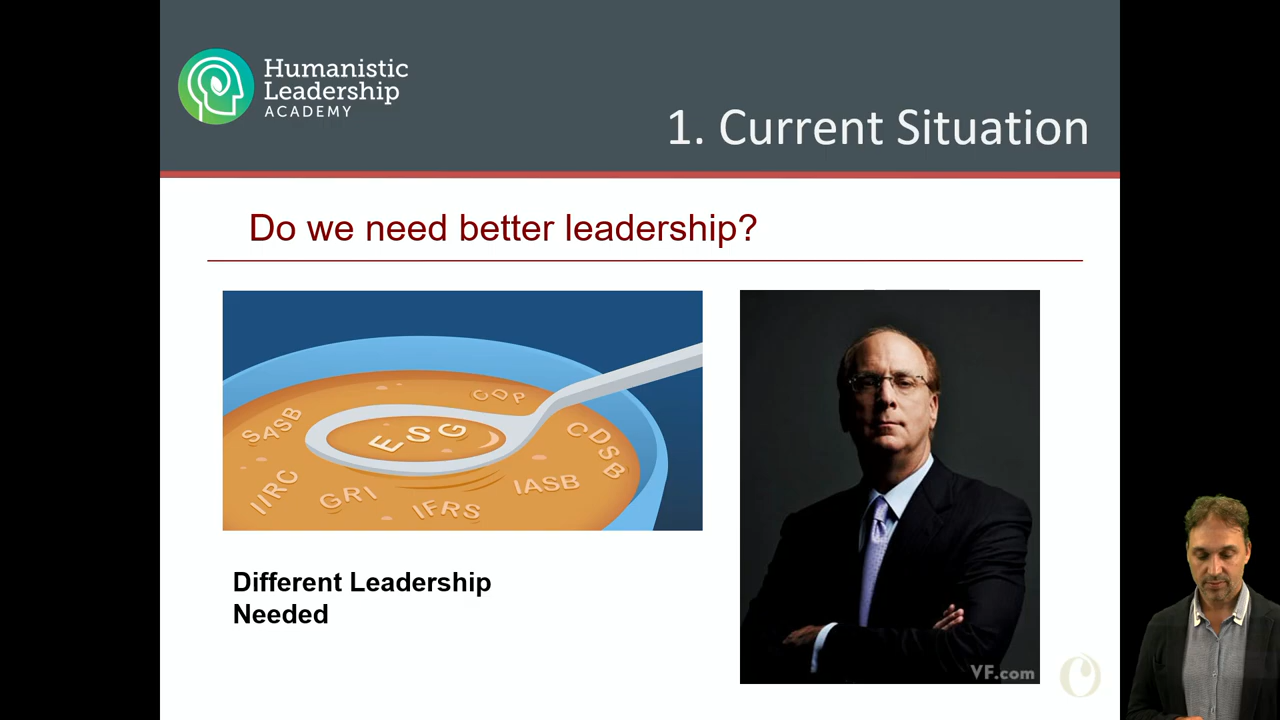 Humanistic
Leadership
ACADEMY
1. Current Situation
Do we need better leadership?
CDP
SASB
ESG
CDSB
IIRC
GRI
IASB
IFRS
Different Leadership
Needed
VF.com